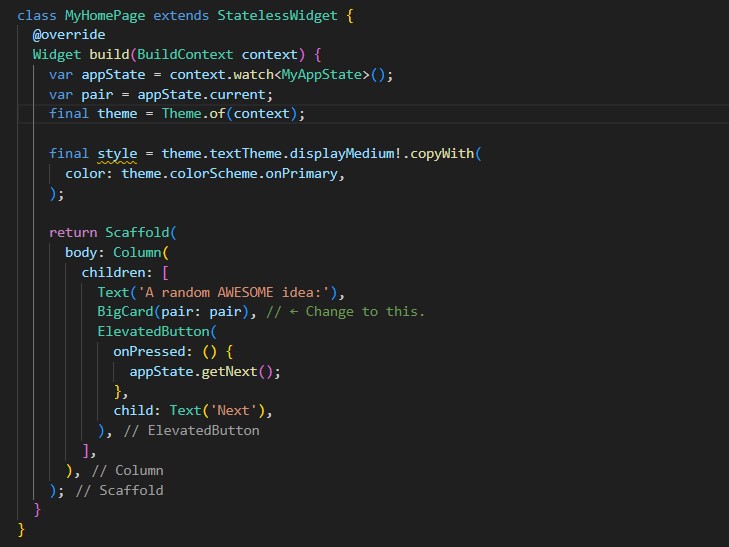 class MyHomePage extends StatelessWidget {
@override
Widget build(BuildContext context) {
var appState = context.watch<MyAppState>();
var pair = appState.current;
final theme = Theme.of(context);
final style = theme.textTheme.displayMedium!.copyWith(
color: theme.colorScheme.onPrimary,
);
return Scaffold(
body: Column(
children: [
Text('A random AWESOME idea:'),
BigCard(pair: pair), // ← Change to this.
ElevatedButton(
onPressed: () {
appState.getNext();
},
child: Text('Next'),
), // ElevatedButton
],
), // Column
); // Scaffold
}
}